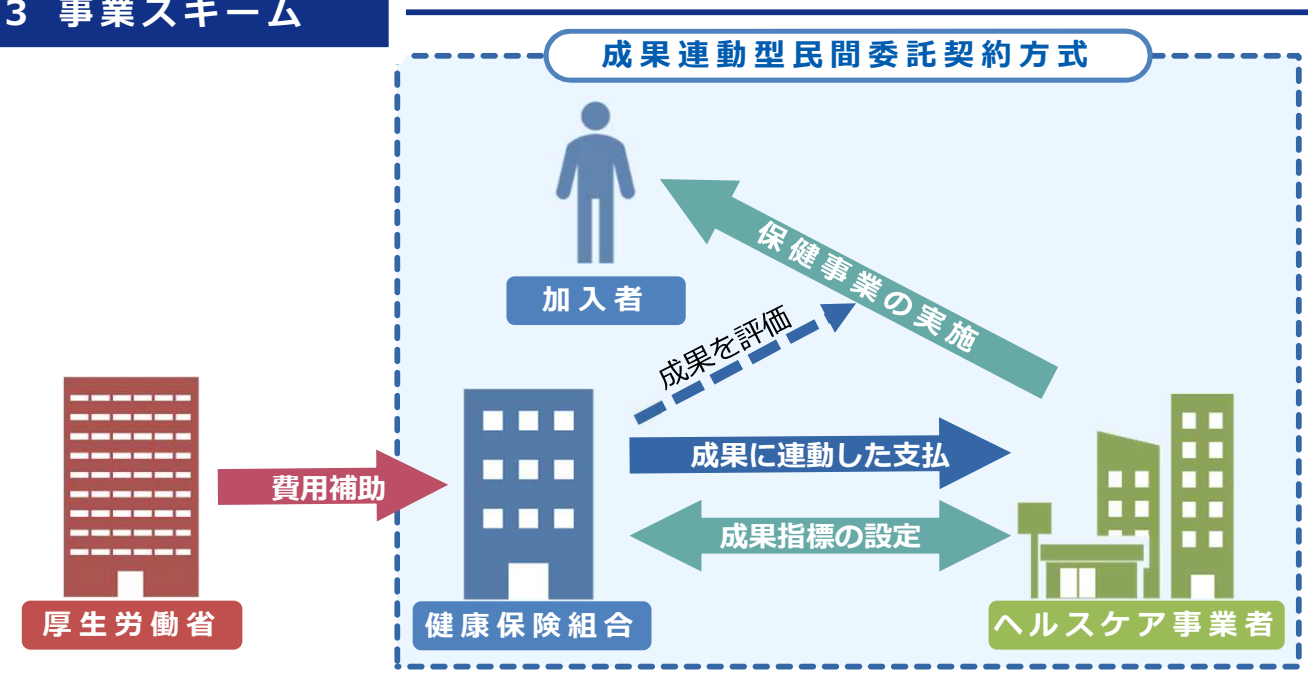 3 事業スキーム
成果連動型民間委託契約方式
加入者
保健事業の実施
成果を評価
成果に連動した支払
費用補助
成果指標の設定
厚生労働省
健康保険組合
ヘルスケア事業者